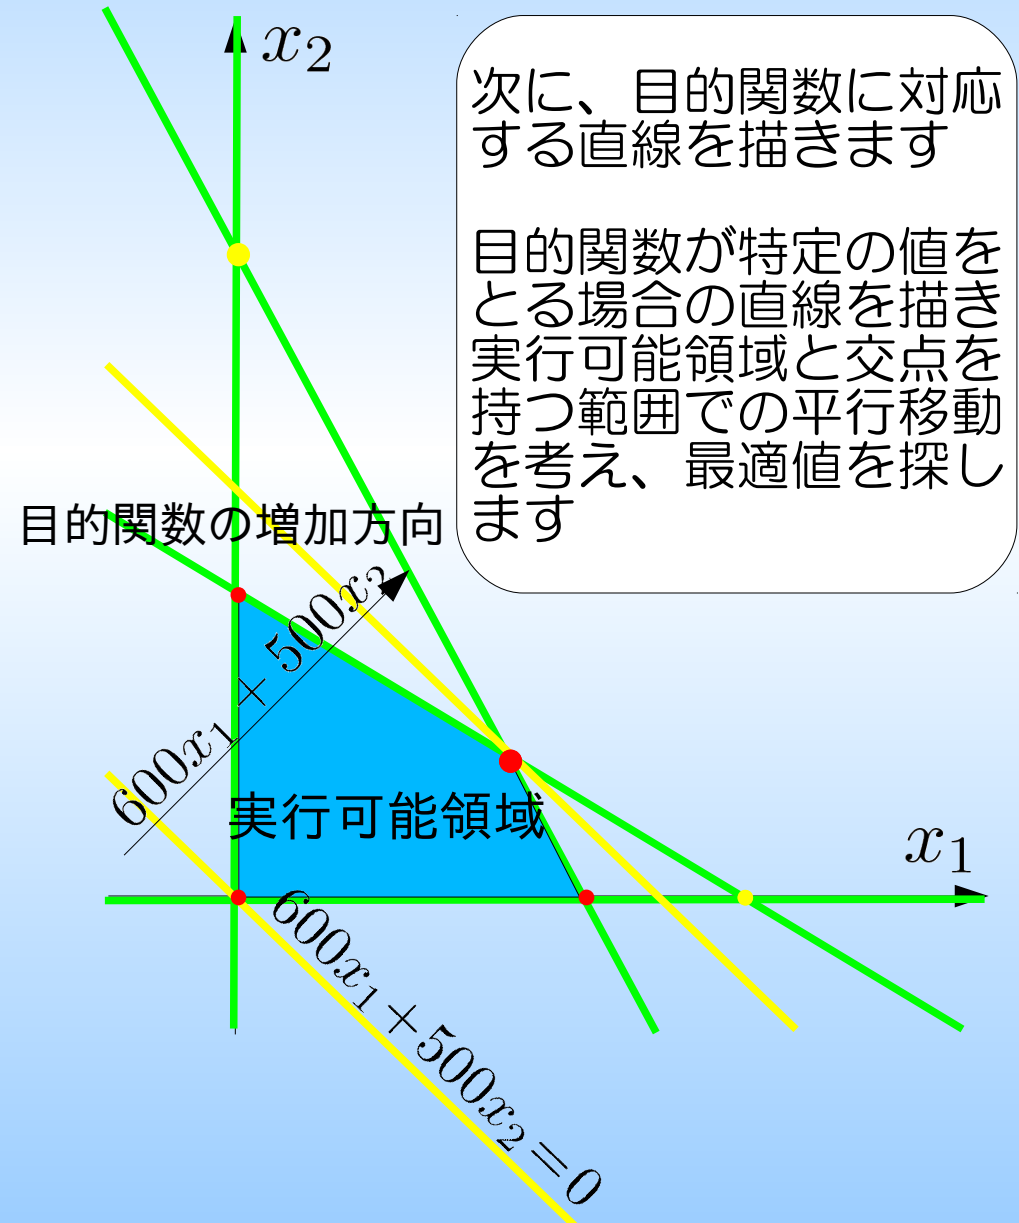 x₂
次に、目的関数に対応
する直線を描きます
目的関数が特定の値を
とる場合の直線を描き
実行可能領域と交点を
持つ範囲での平行移動
を考え、最適値を探し
ます
目的関数の増加方向
600x₁+500x₂
実行可能領域
x₁
600x₁+500x₂=0